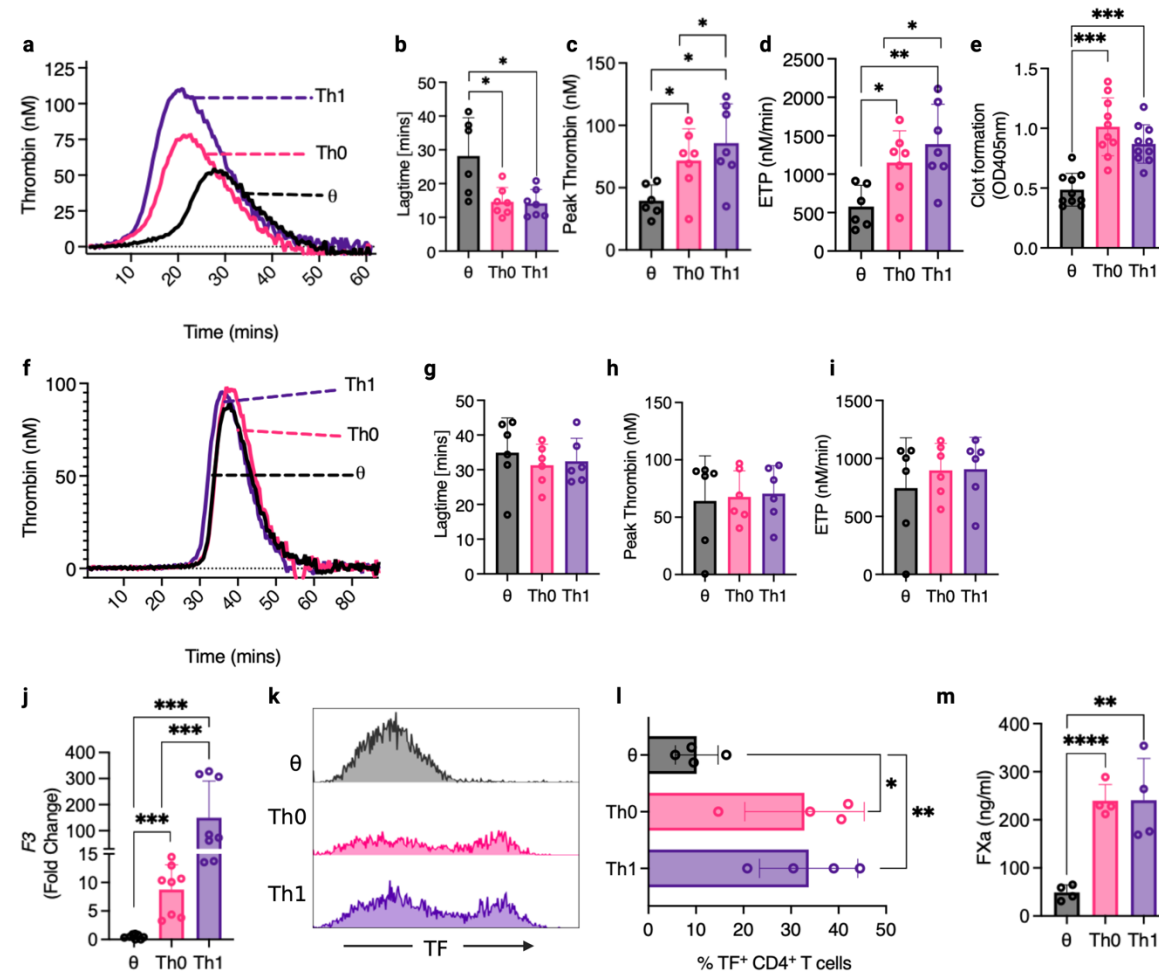 a
Thrombin (nM)
125
100
75
50
25
0
10
20
30
40
50
60
Time (mins)
Th1
Th0
θ
b
Lagtime [mins]
50
40
30
20
10
0
*
*
θ Th0 Th1
c
Peak Thrombin (nM)
150
100
50
0
*
*
*
θ Th0 Th1
d
ETP (nM/min)
2500
2000
1500
1000
500
0
*
**
*
θ Th0 Th1
e
Clot formation
(OD405nm)
1.5
1.0
0.5
0.0
***
***
θ Th0 Th1
f
Thrombin (nM)
100
50
0
10
20
30
40
50
60
80
Time (mins)
Th1
Th0
θ
g
Lagtime [mins]
50
40
30
20
10
0
θ Th0 Th1
h
Peak Thrombin (nM)
150
100
50
0
θ Th0 Th1
i
ETP (nM/min)
1500
1000
500
0
θ Th0 Th1
j
F3
(Fold Change)
400
300
200
100
15
10
5
0
***
***
***
θ Th0 Th1
k
θ
Th0
Th1
TF
l
θ
Th0
Th1
*
**
0 10 20 30 40 50
% TF⁺ CD4⁺ T cells
m
FXa (ng/ml)
400
300
200
100
0
**
****
θ Th0 Th1